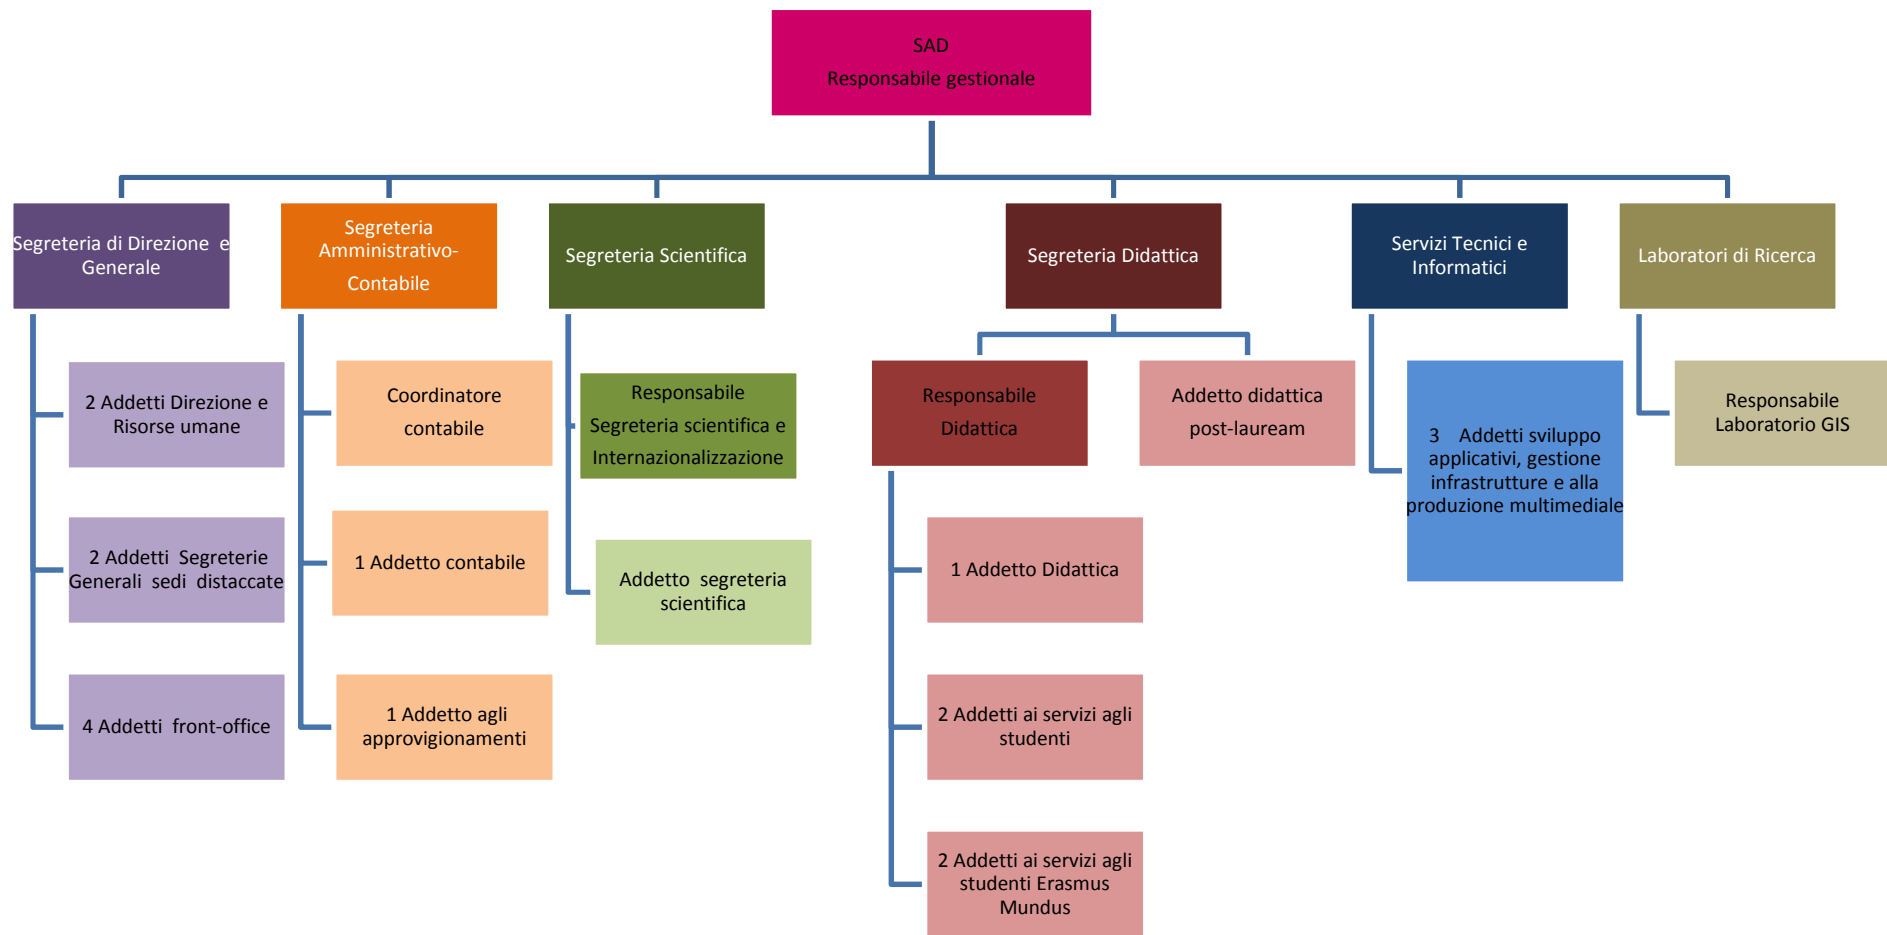 SAD
Responsabile gestionale
Segreteria di Direzione e
Generale
Segreteria
Amministrativo-
Contabile
Segreteria Scientifica
Segreteria Didattica
Servizi Tecnici e
Informatici
Laboratori di Ricerca
2 Addetti Direzione e
Risorse umane
2 Addetti Segreterie
Generali sedi distaccate
4 Addetti front-office
Coordinatore
contabile
1 Addetto contabile
1 Addetto agli
approvigionamenti
Responsabile
Segreteria scientifica e
Internazionalizzazione
Addetto segreteria
scientifica
Responsabile
Didattica
Addetto didattica
post-lauream
1 Addetto Didattica
2 Addetti ai servizi agli
studenti
2 Addetti ai servizi agli
studenti Erasmus
Mundus
3 Addetti sviluppo
applicativi, gestione
infrastrutture e alla
produzione multimediale
Responsabile
Laboratorio GIS